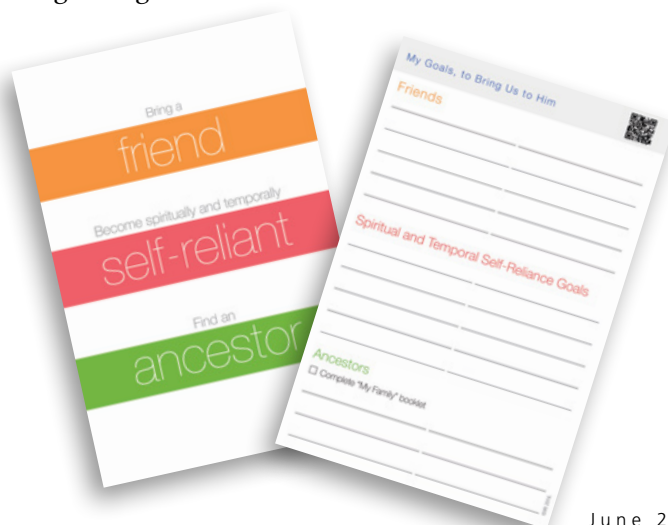 Bring a
friend
Become spiritually and temporally
self-reliant
Find an
ancestor
My Goals, to Bring Us to Him
Friends
Spiritual and Temporal Self-Reliance Goals
Ancestors
Complete "My Family" booklet
June 2